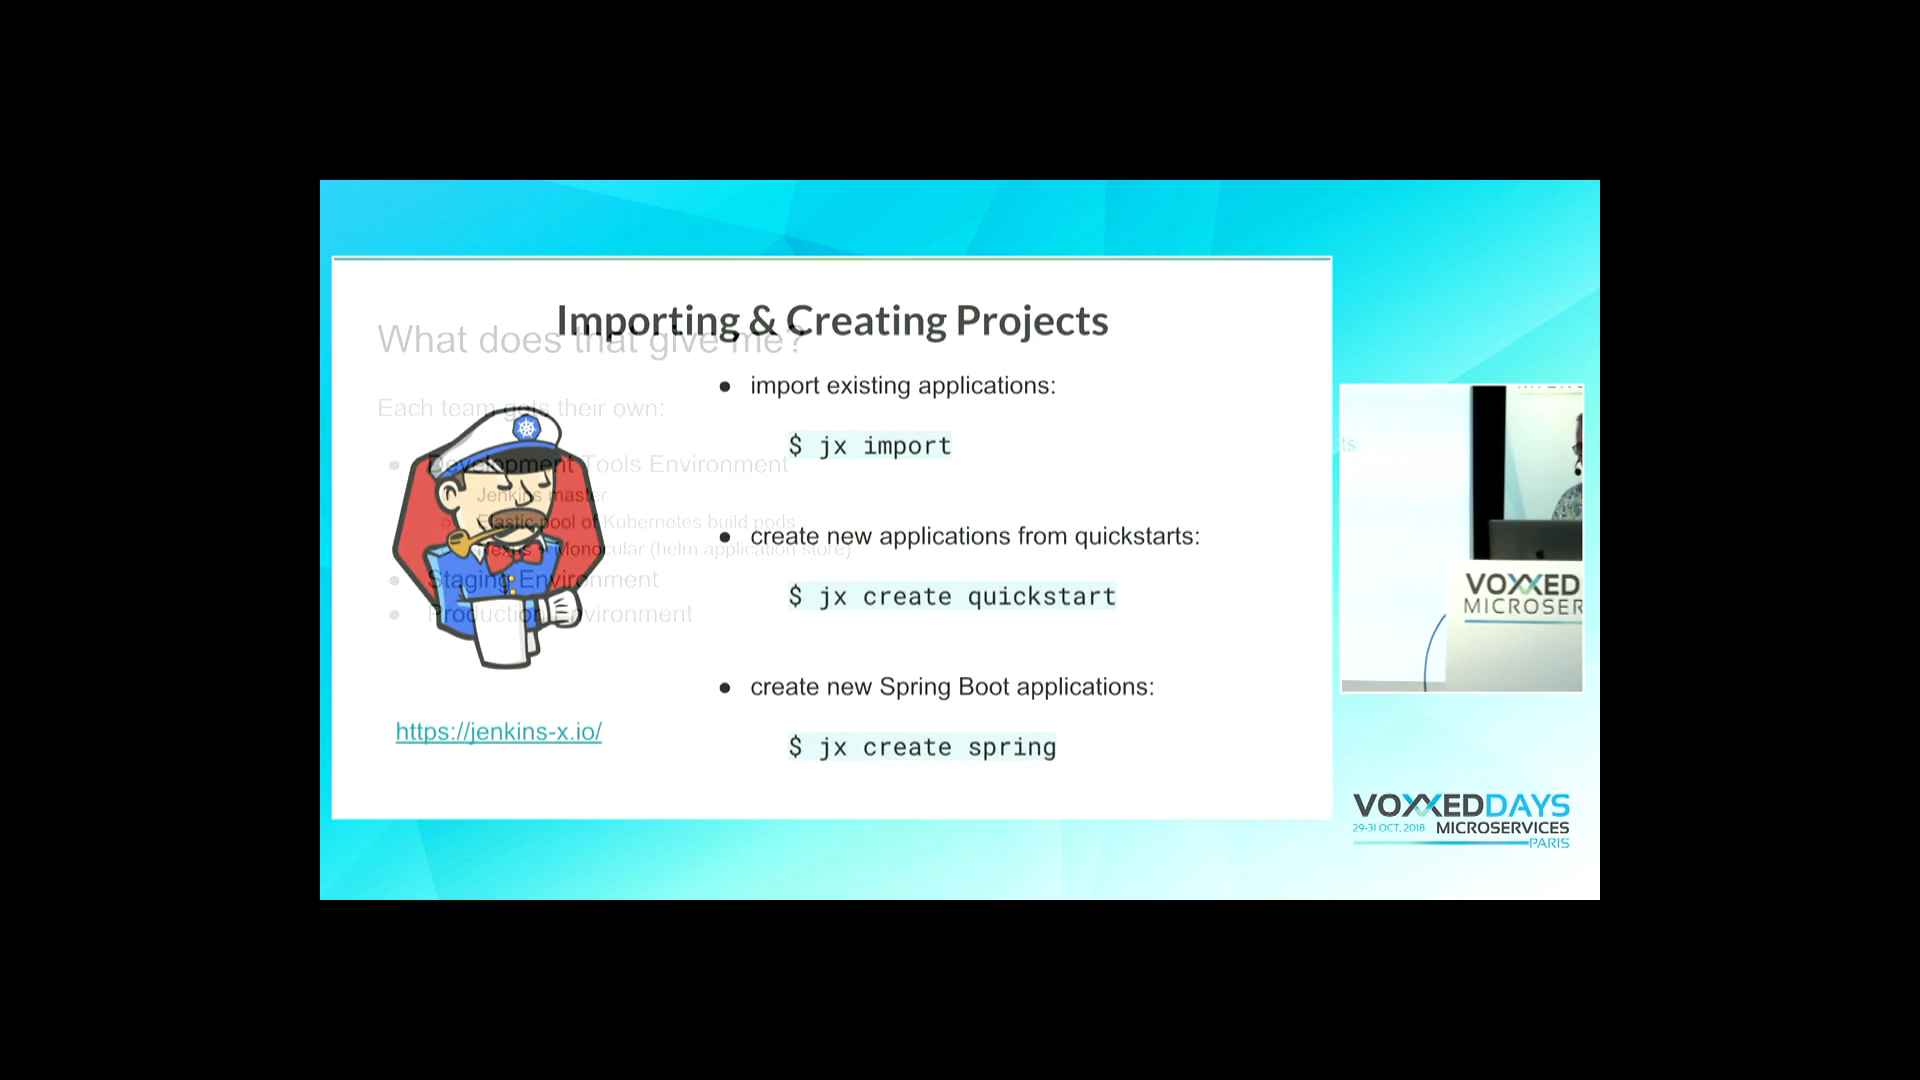 Importing & Creating Projects
What does that give me?
Each team gets their own:
● Development Tools Environment
Jenkins master
Elastic pool of Kubernetes build pods
Nexus + Monocular (helm application store)
● Staging Environment
● Production Environment
https://jenkins-x.io/
● import existing applications:
$ jx import
● create new applications from quickstarts:
$ jx create quickstart
● create new Spring Boot applications:
$ jx create spring
ts
VOXXED
MICROSER
VOXXEDDAYS
29-31 OCT. 2018 MICROSERVICES
PARIS